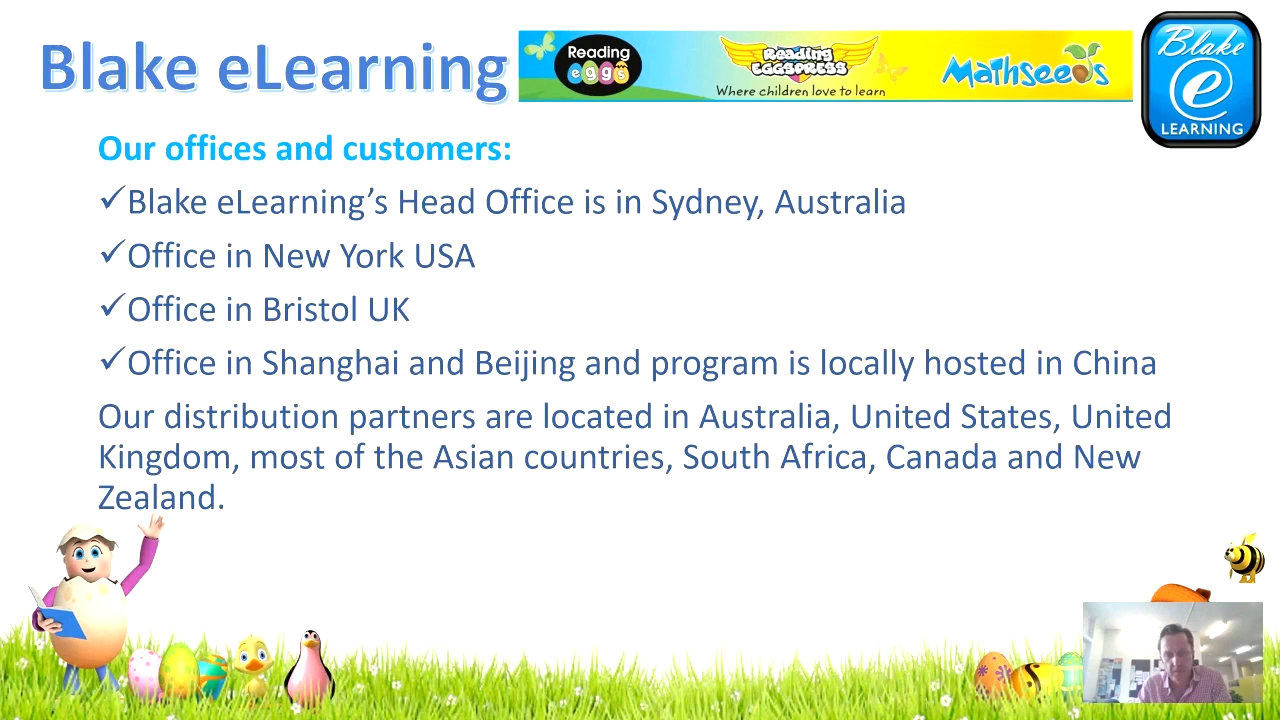 Blake eLearning
Reading
eggs
Reading
EGGSPRESS
Where children love to learn
Mathseeds
Blake
e
LEARNING
Our offices and customers:
✓Blake eLearning’s Head Office is in Sydney, Australia
✓Office in New York USA
✓Office in Bristol UK
✓Office in Shanghai and Beijing and program is locally hosted in China
Our distribution partners are located in Australia, United States, United
Kingdom, most of the Asian countries, South Africa, Canada and New
Zealand.